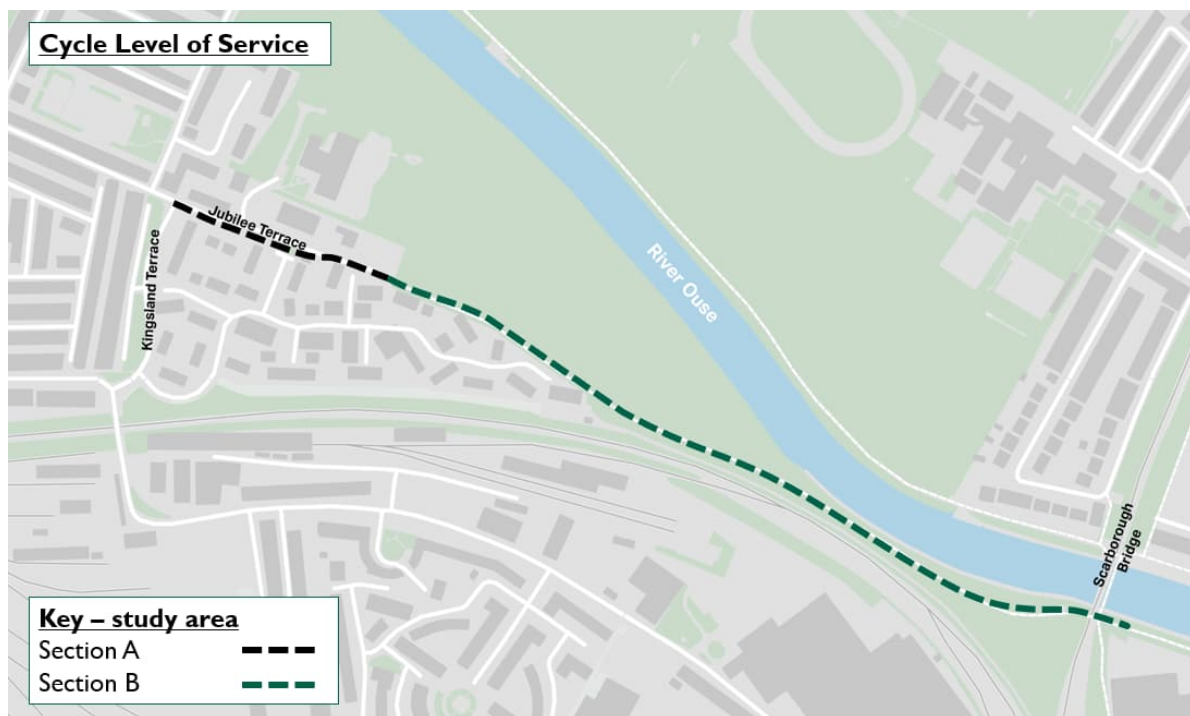 Cycle Level of Service
Jubilee Terrace
Kingsland Terrace
River Ouse
Scarborough
Bridge
Key – study area
Section A
Section B